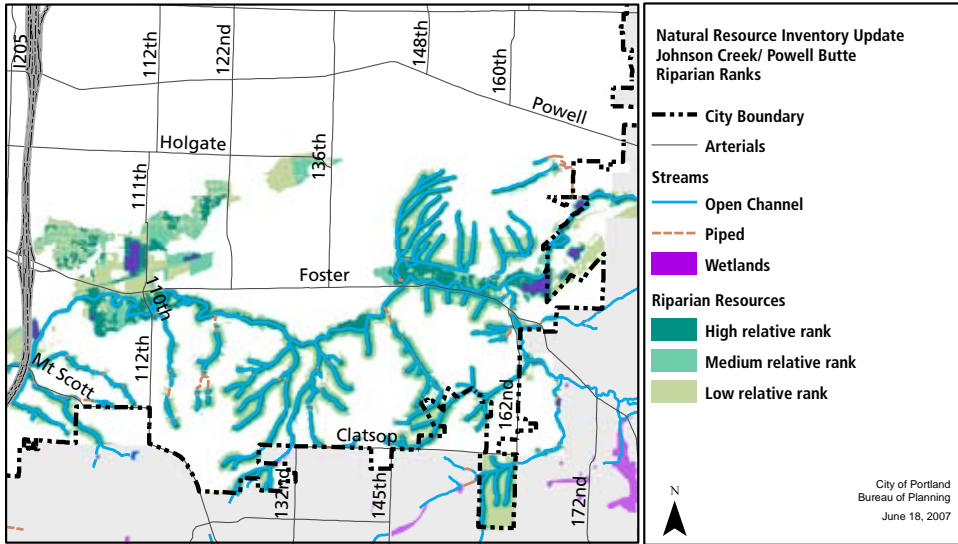 I205
112th
122nd
148th
160th
Powell
Holgate
136th
111th
Foster
110th
112th
Mt Scott
162nd
Clatsop
132nd
145th
172nd
Natural Resource Inventory Update
Johnson Creek/ Powell Butte
Riparian Ranks
City Boundary
Arterials
Streams
Open Channel
Piped
Wetlands
Riparian Resources
High relative rank
Medium relative rank
Low relative rank
N
City of Portland
Bureau of Planning
June 18, 2007